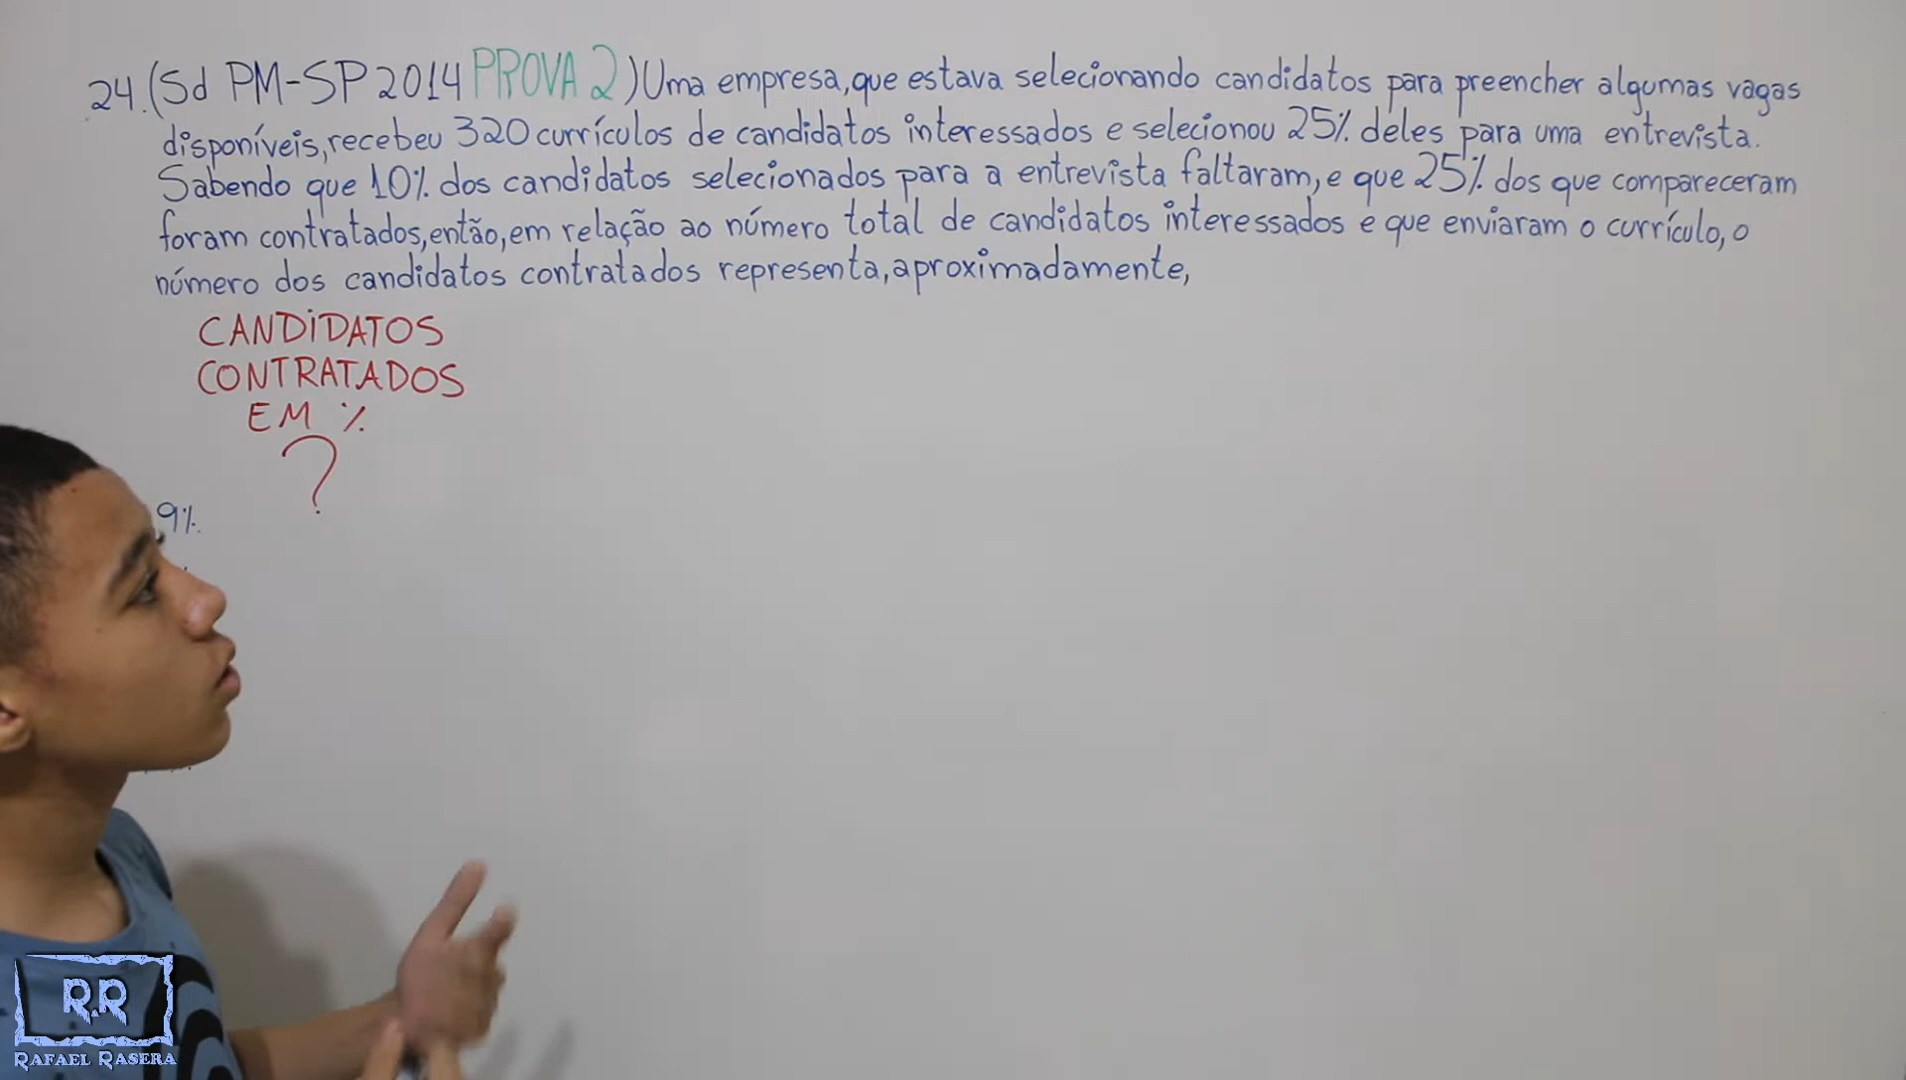 24. (Sd PM-SP 2014 PROVA 2) Uma empresa, que estava selecionando candidatos para preencher algumas vagas
disponíveis, recebeu 320 currículos de candidatos interessados e selecionou 25% deles para uma entrevista.
Sabendo que 10% dos candidatos selecionados para a entrevista faltaram, e que 25% dos que compareceram
foram contratados, então, em relação ao número total de candidatos interessados e que enviaram o currículo, o
número dos candidatos contratados representa, aproximadamente,
CANDIDATOS
CONTRATADOS
EM %
?
9%.
R.R
RAFAEL RASERA